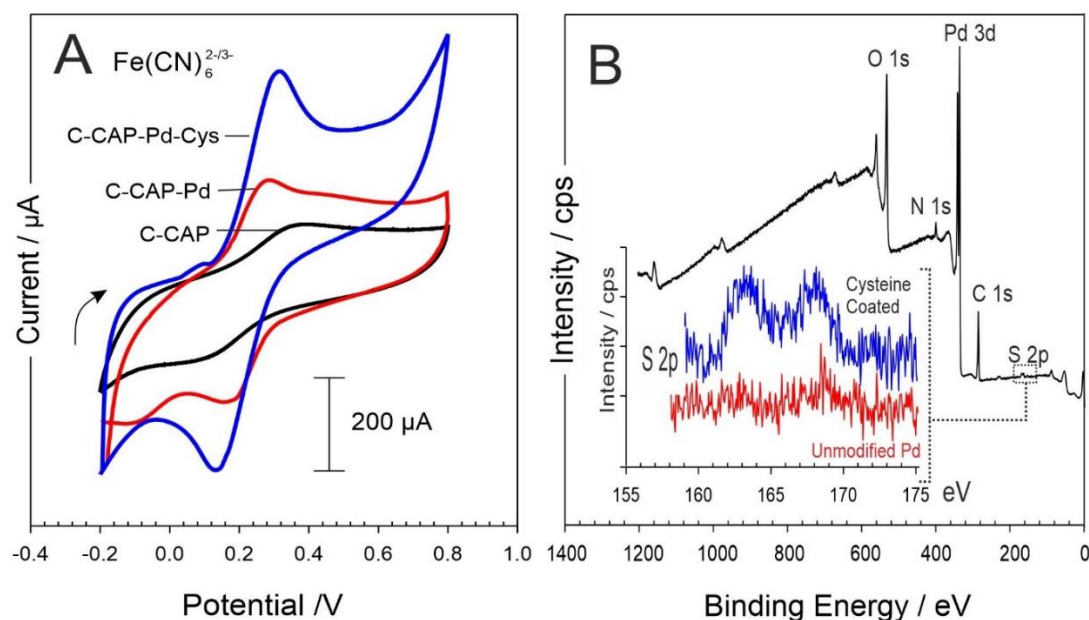 A
Fe(CN)₆²⁻/³⁻
C-CAP-Pd-Cys
C-CAP-Pd
C-CAP
200 µA
Current / µA
-0.4 -0.2 0.0 0.2 0.4 0.6 0.8 1.0
Potential /V
B
Pd 3d
O 1s
N 1s
C 1s
S 2p
Intensity / cps
Intensity / cps
Cysteine
Coated
S 2p
Unmodified Pd
155 160 165 170 175 eV
1400 1200 1000 800 600 400 200 0
Binding Energy / eV